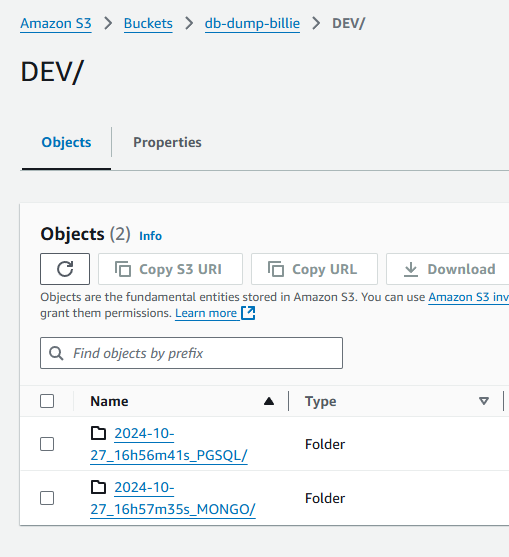 Amazon S3 > Buckets > db-dump-billie > DEV/
DEV/
Objects Properties
Objects (2) Info
Copy S3 URI Copy URL Download
Objects are the fundamental entities stored in Amazon S3. You can use Amazon S3 inv
grant them permissions. Learn more
Find objects by prefix
Name Type
2024-10-
27_16h56m41s_PGSQL/ Folder
2024-10-
27_16h57m35s_MONGO/ Folder